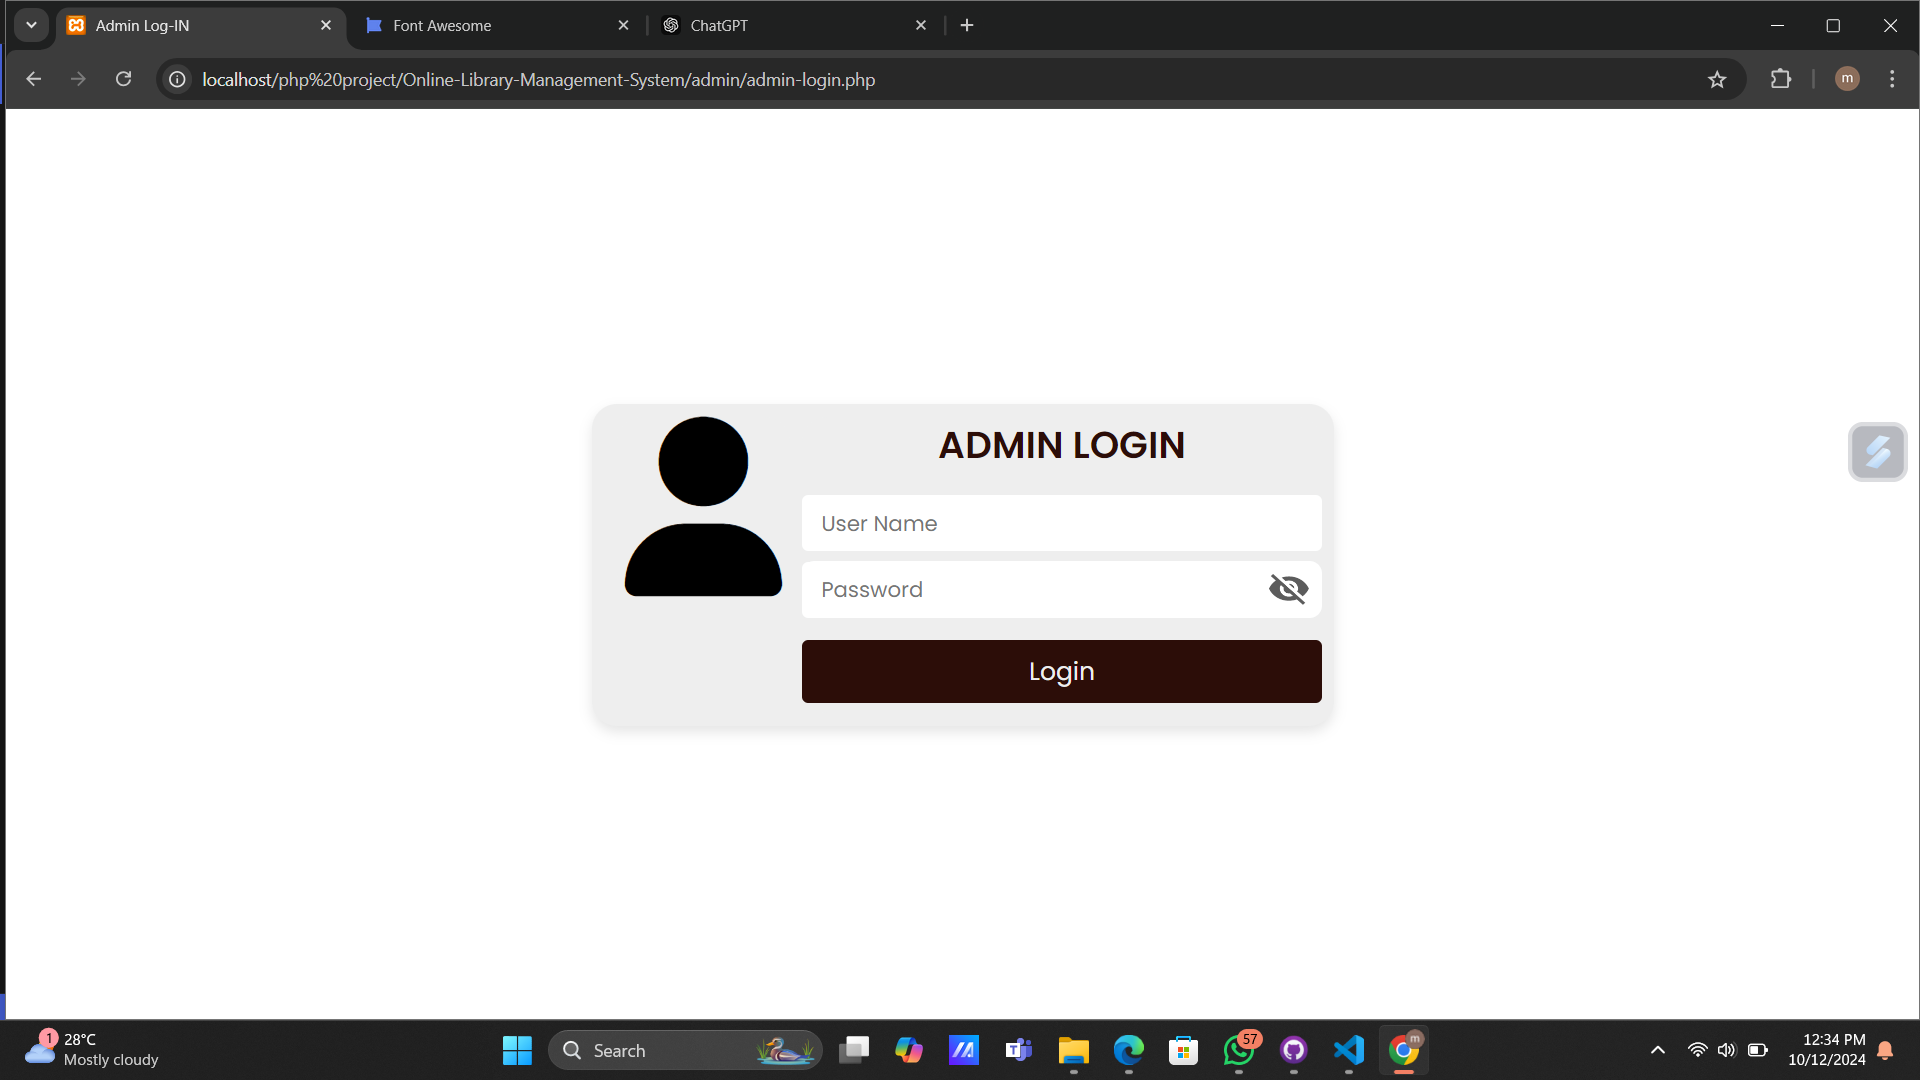 Admin Log-IN
Font Awesome
ChatGPT
localhost/php%20project/Online-Library-Management-System/admin/admin-login.php
m
ADMIN LOGIN
User Name
Password
Login
1
28°C
Mostly cloudy
Search
57
m
12:34 PM
10/12/2024